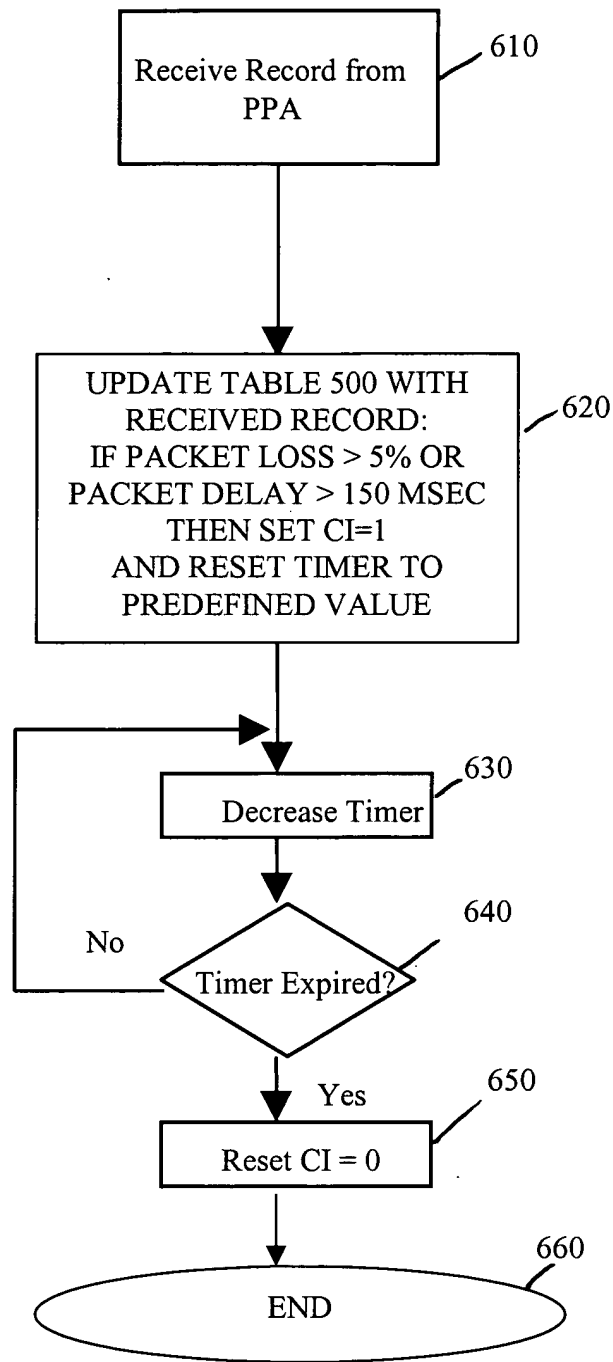 610
Receive Record from
PPA
UPDATE TABLE 500 WITH
RECEIVED RECORD:
IF PACKET LOSS > 5% OR
PACKET DELAY > 150 MSEC
THEN SET CI=1
AND RESET TIMER TO
PREDEFINED VALUE
620
630
Decrease Timer
640
No
Timer Expired?
Yes
650
Reset CI = 0
660
END